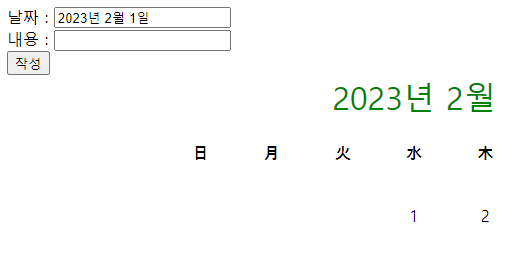 날짜 : 2023년 2월 1일
내용 :
작성
2023년 2월
日 月 火 水 木
1 2